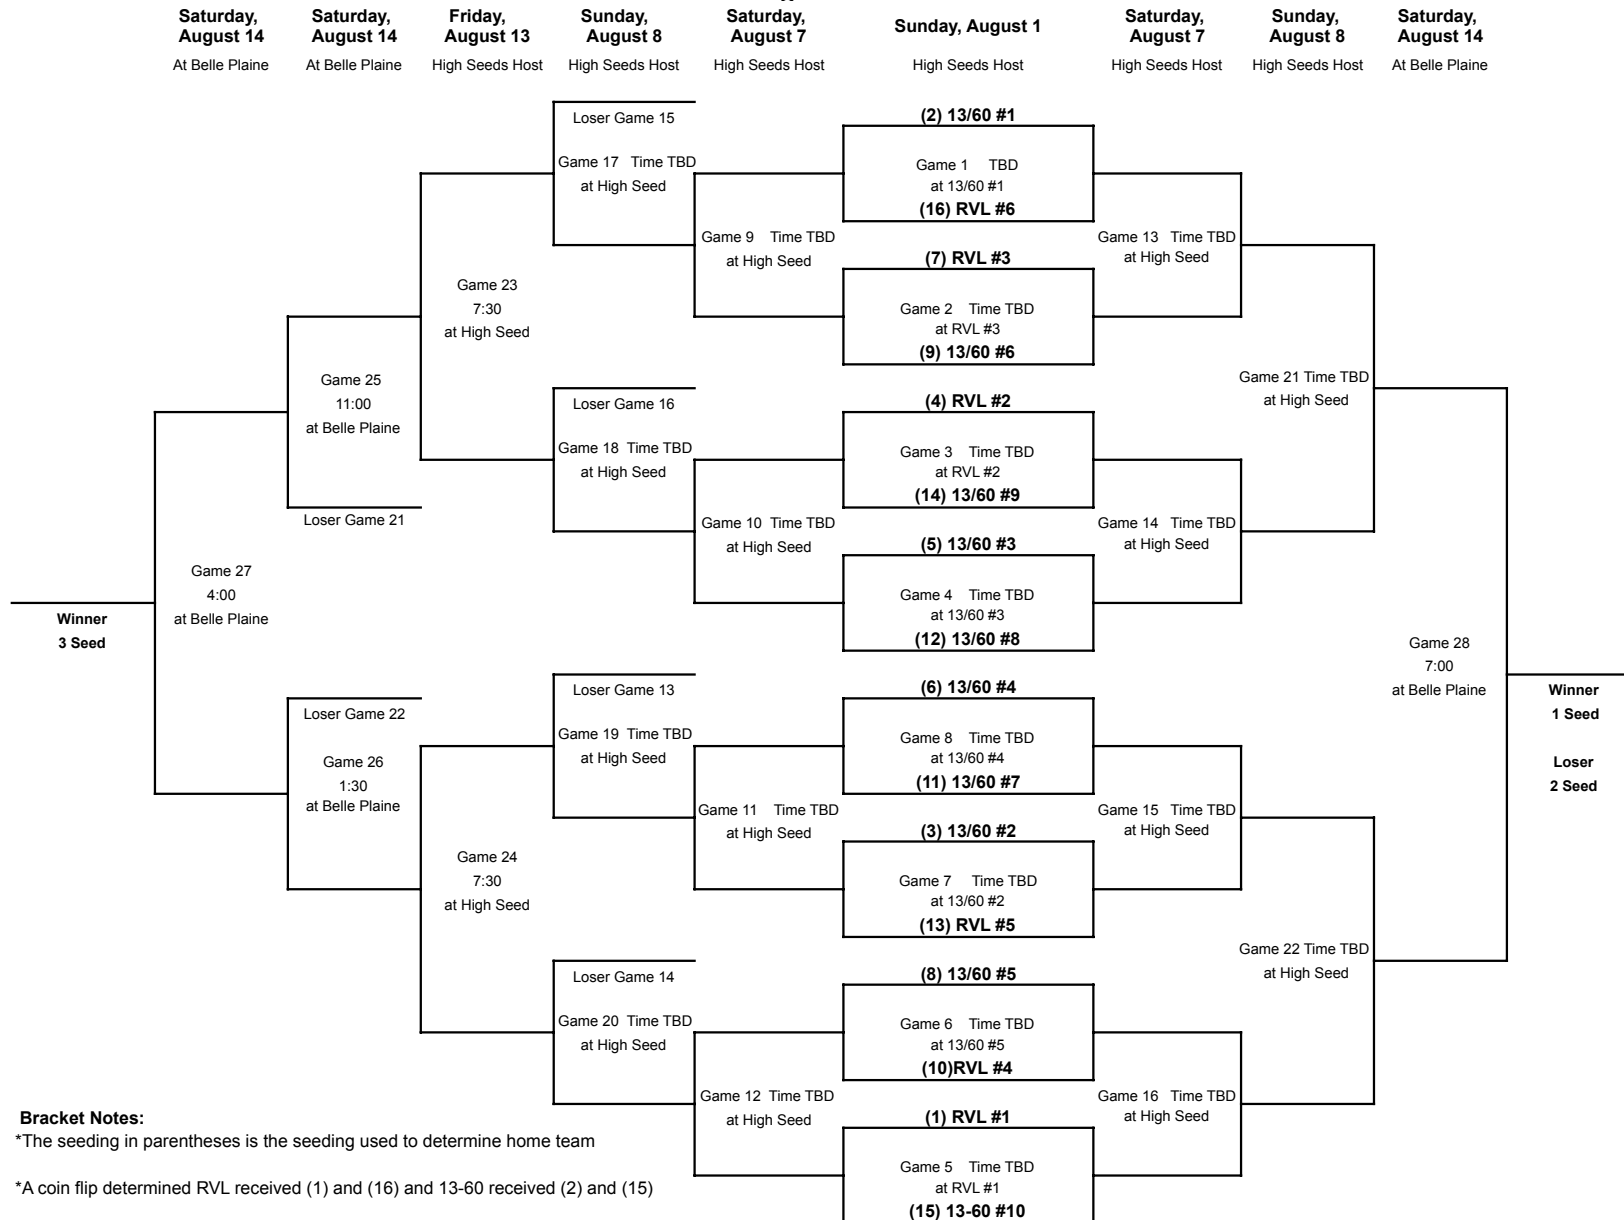 Saturday,
August 14
At Belle Plaine
Saturday,
August 14
At Belle Plaine
Friday,
August 13
High Seeds Host
Sunday,
August 8
High Seeds Host
Saturday,
August 7
High Seeds Host
Sunday, August 1
High Seeds Host
Saturday,
August 7
High Seeds Host
Sunday,
August 8
High Seeds Host
Saturday,
August 14
At Belle Plaine
Winner
3 Seed
Game 27
4:00
at Belle Plaine
Game 25
11:00
at Belle Plaine
Loser Game 21
Loser Game 22
Game 26
1:30
at Belle Plaine
Game 23
7:30
at High Seed
Game 24
7:30
at High Seed
Loser Game 15
Game 17 Time TBD
at High Seed
Loser Game 16
Game 18 Time TBD
at High Seed
Loser Game 13
Game 19 Time TBD
at High Seed
Loser Game 14
Game 20 Time TBD
at High Seed
Game 9 Time TBD
at High Seed
Game 10 Time TBD
at High Seed
Game 11 Time TBD
at High Seed
Game 12 Time TBD
at High Seed
(2) 13/60 #1
Game 1 TBD
at 13/60 #1
(16) RVL #6
(7) RVL #3
Game 2 Time TBD
at RVL #3
(9) 13/60 #6
(4) RVL #2
Game 3 Time TBD
at RVL #2
(14) 13/60 #9
(5) 13/60 #3
Game 4 Time TBD
at 13/60 #3
(12) 13/60 #8
(6) 13/60 #4
Game 8 Time TBD
at 13/60 #4
(11) 13/60 #7
(3) 13/60 #2
Game 7 Time TBD
at 13/60 #2
(13) RVL #5
(8) 13/60 #5
Game 6 Time TBD
at 13/60 #5
(10)RVL #4
(1) RVL #1
Game 5 Time TBD
at RVL #1
(15) 13-60 #10
Game 13 Time TBD
at High Seed
Game 14 Time TBD
at High Seed
Game 15 Time TBD
at High Seed
Game 16 Time TBD
at High Seed
Game 21 Time TBD
at High Seed
Game 22 Time TBD
at High Seed
Game 28
7:00
at Belle Plaine
Winner
1 Seed
Loser
2 Seed
Bracket Notes:
*The seeding in parentheses is the seeding used to determine home team
*A coin flip determined RVL received (1) and (16) and 13-60 received (2) and (15)